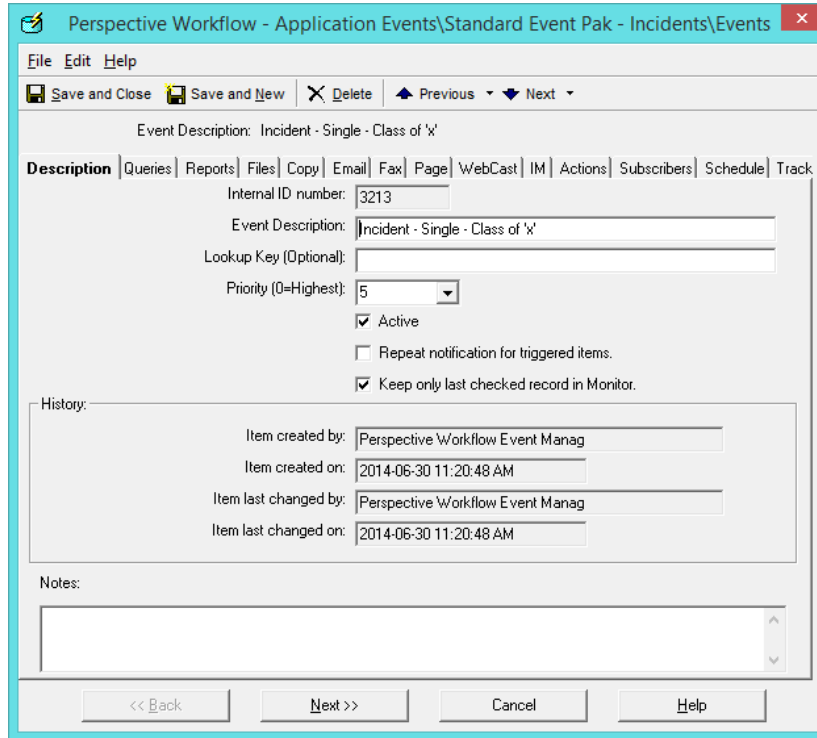 Perspective Workflow - Application Events\Standard Event Pak - Incidents\Events
File Edit Help
Save and Close Save and New Delete Previous Next
Event Description: Incident - Single - Class of 'x'
Description Queries Reports Files Copy Email Fax Page WebCast IM Actions Subscribers Schedule Track
Internal ID number: 3213
Event Description: Incident - Single - Class of 'x'
Lookup Key (Optional):
Priority (0=Highest): 5
Active
Repeat notification for triggered items.
Keep only last checked record in Monitor.
History:
Item created by: Perspective Workflow Event Manag
Item created on: 2014-06-30 11:20:48 AM
Item last changed by: Perspective Workflow Event Manag
Item last changed on: 2014-06-30 11:20:48 AM
Notes:
<< Back Next >> Cancel Help